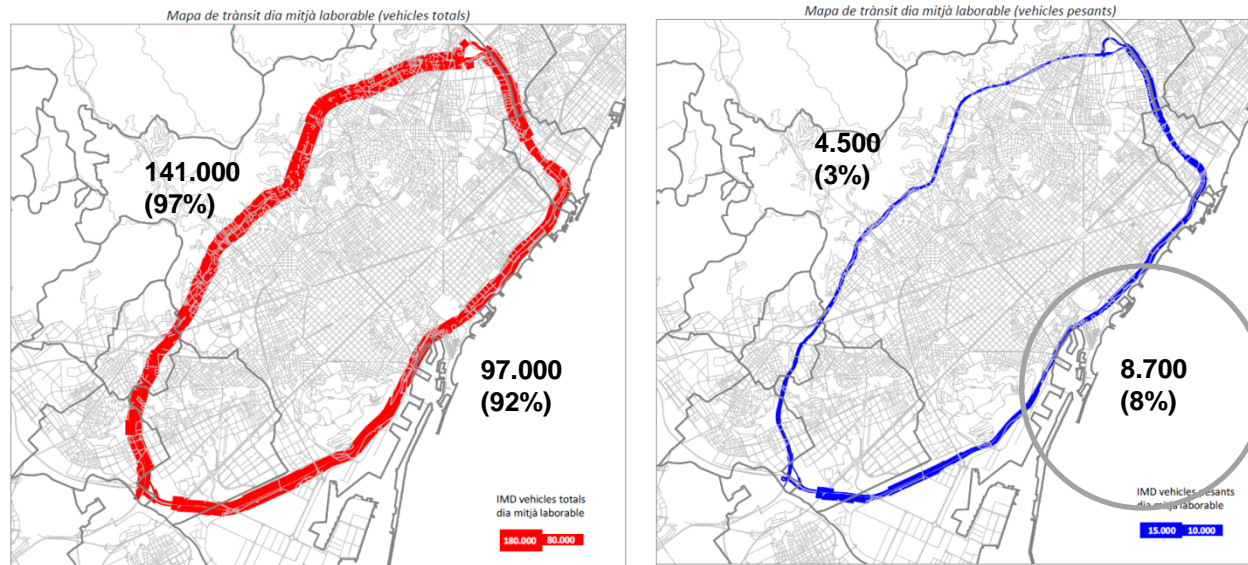 Mapa de trànsit dia mitjà laborable (vehicles totals)
141.000
(97%)
97.000
(92%)
IMD vehicles totals
dia mitjà laborable
180.000 80.000
Mapa de trànsit dia mitjà laborable (vehicles pesants)
4.500
(3%)
8.700
(8%)
IMD vehicles pesants
dia mitjà laborable
15.000 10.000